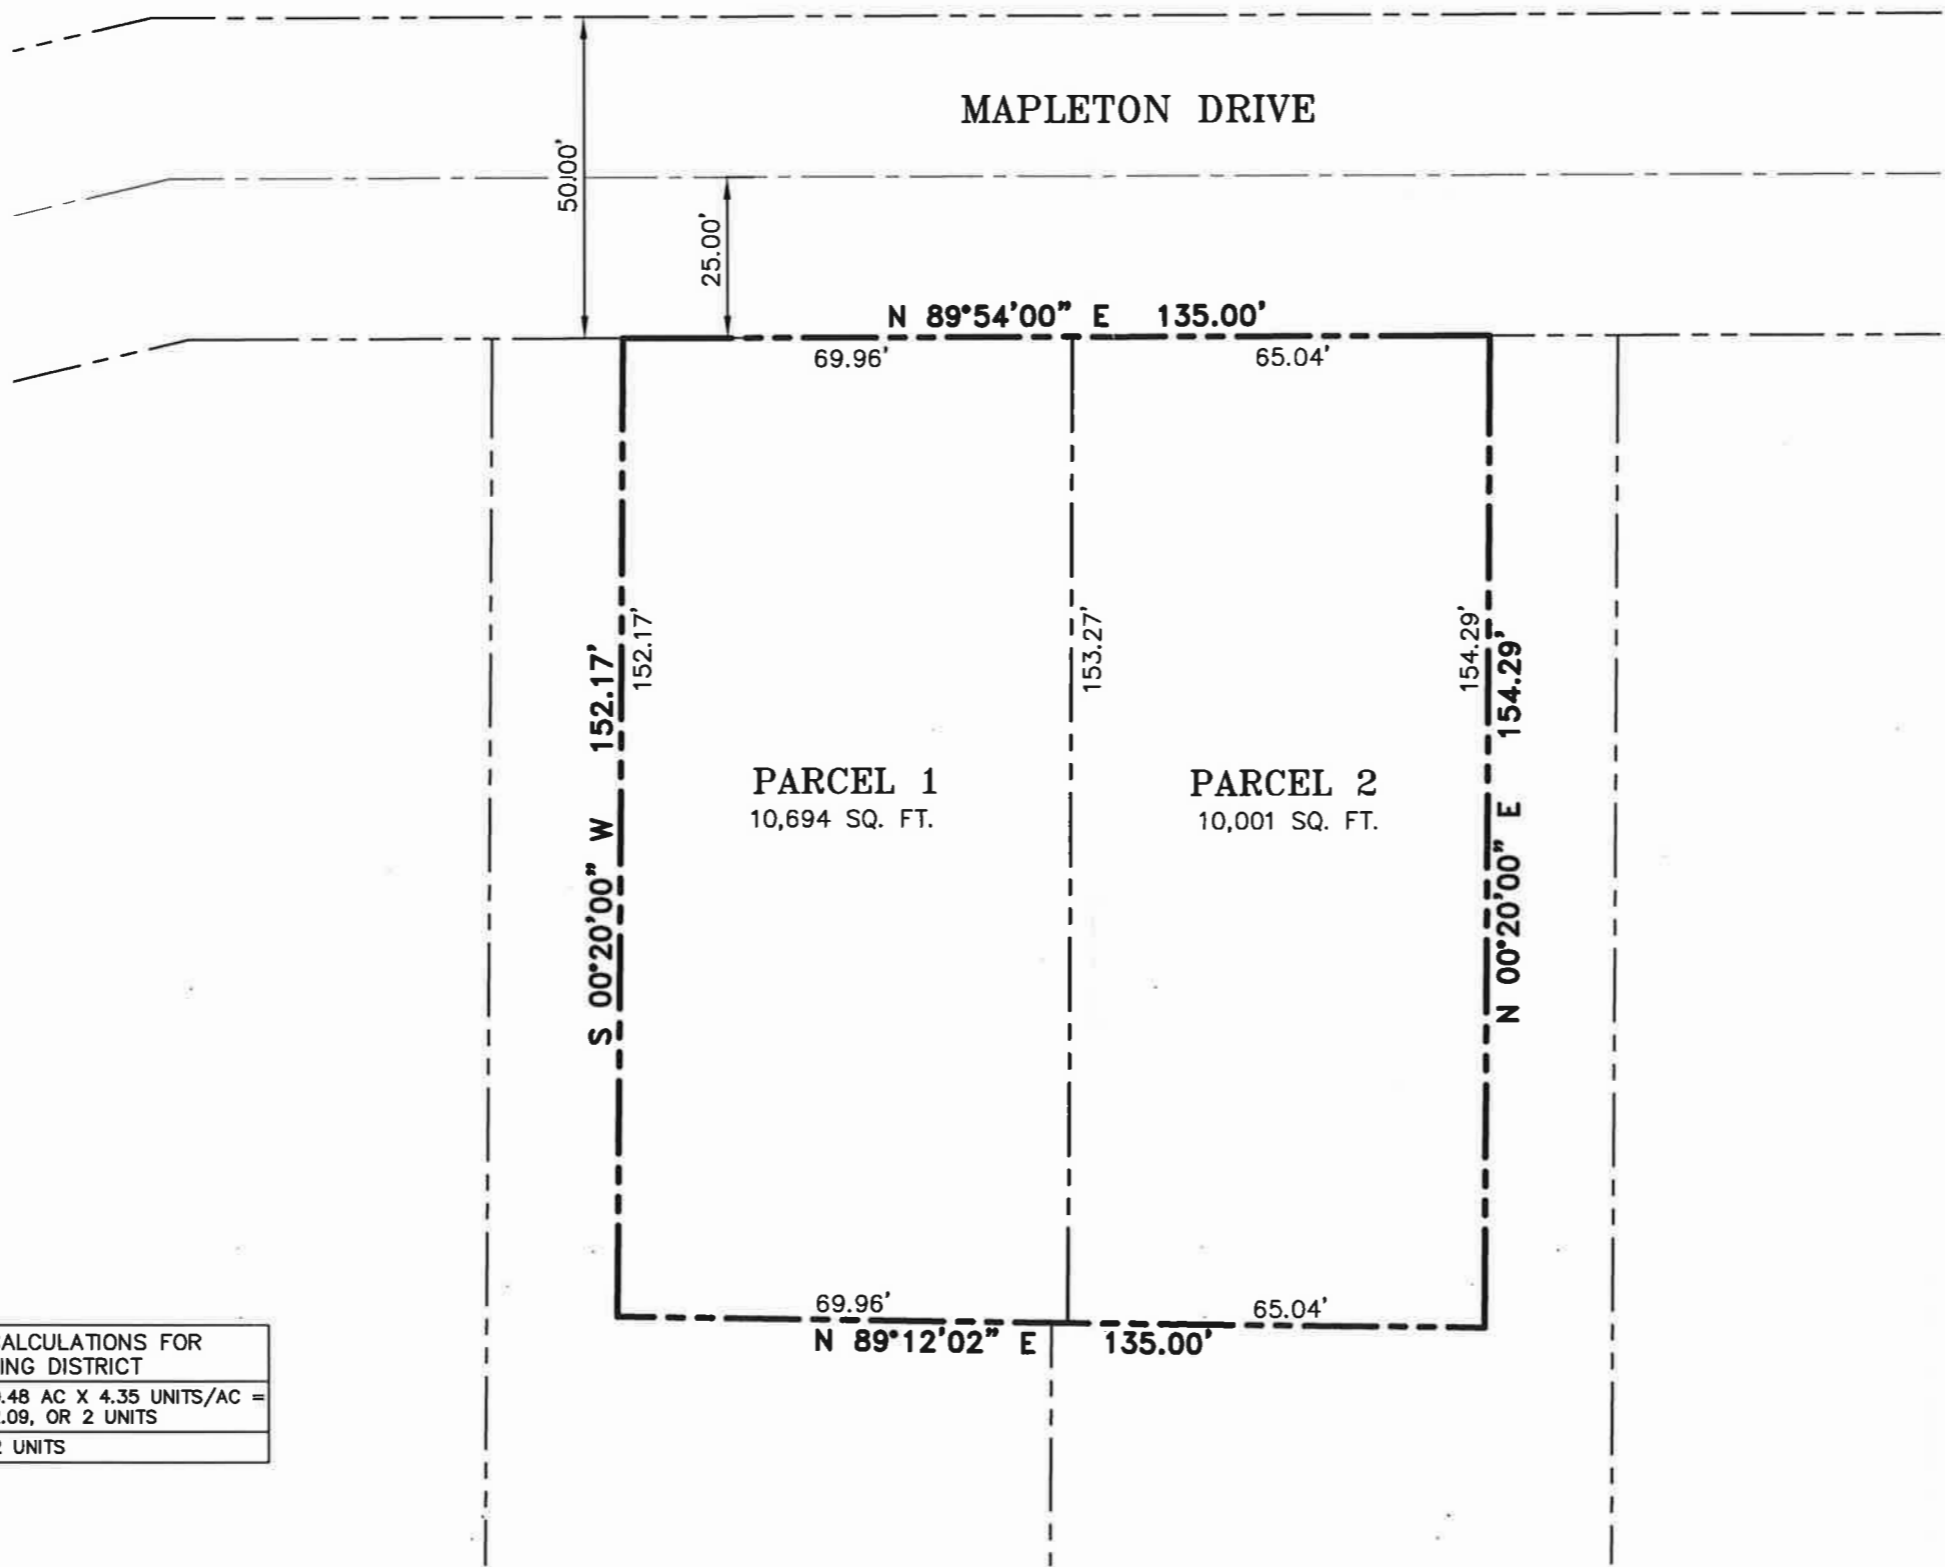 MAPLETON DRIVE
50.00'
25.00'
N 89°54'00" E 135.00'
69.96'
65.04'
S 00°20'00" W 152.17'
152.17'
153.27'
154.29'
N 00°20'00" E 154.29'
PARCEL 1
10,694 SQ. FT.
PARCEL 2
10,001 SQ. FT.
69.96'
65.04'
N 89°12'02" E 135.00'
ALCULATIONS FOR
ING DISTRICT
.48 AC X 4.35 UNITS/AC =
.09, OR 2 UNITS
2 UNITS